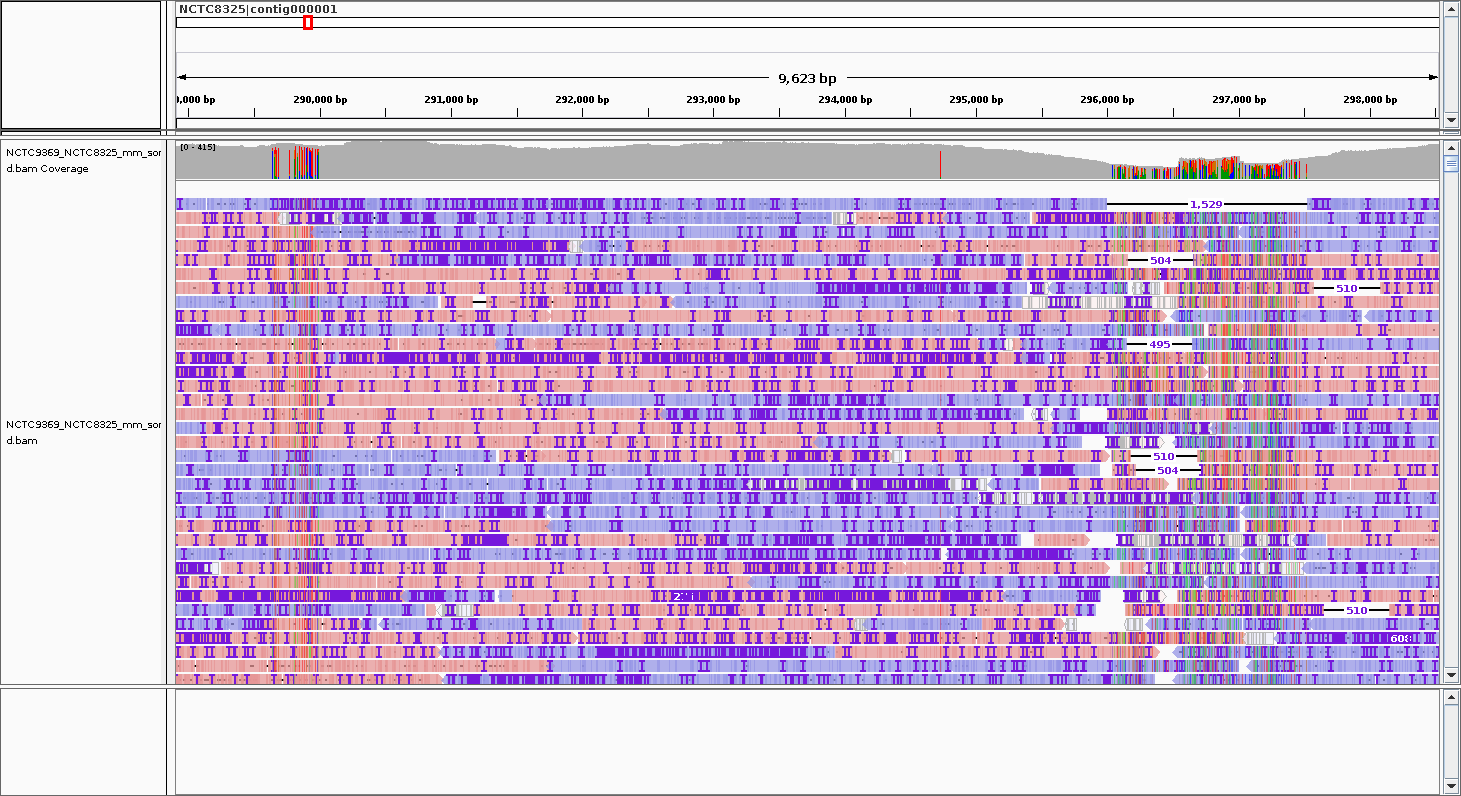 NCTC8325|contig000001
9,623 bp
,000 bp 290,000 bp 291,000 bp 292,000 bp 293,000 bp 294,000 bp 295,000 bp 296,000 bp 297,000 bp 298,000 bp
NCTC9369_NCTC8325_mm_sor
d.bam Coverage
[0 - 415]
1,529
504
510
495
NCTC9369_NCTC8325_mm_sor
d.bam
510
504
510